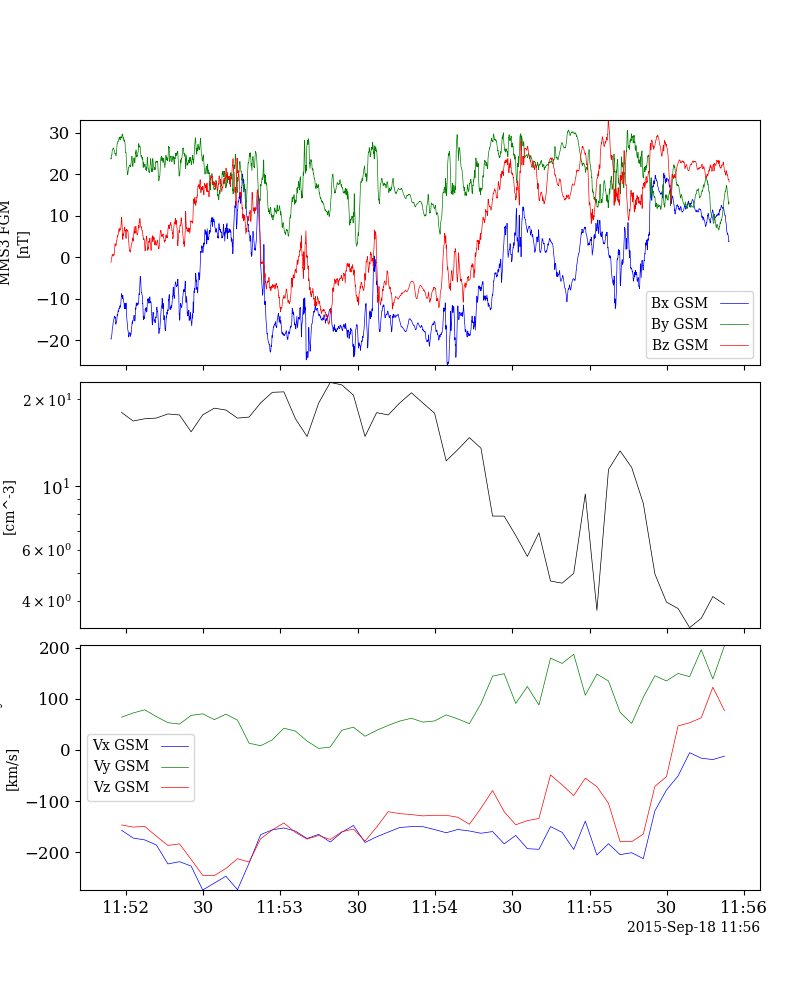 30
20
10
0
−10
−20
MMS3 FGM
[nT]
Bx GSM
By GSM
Bz GSM
2 × 10¹
10¹
6 × 10⁰
4 × 10⁰
[cm^-3]
200
100
0
−100
−200
[km/s]
Vx GSM
Vy GSM
Vz GSM
11:52 30 11:53 30 11:54 30 11:55 30 11:56
2015-Sep-18 11:56